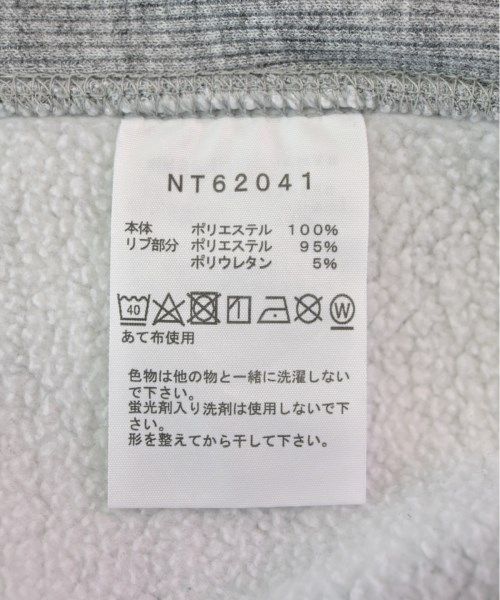 NT62041
本体 ポリエステル 100%
リブ部分 ポリエステル 95%
ポリウレタン 5%
40 W
あて布使用
色物は他の物と一緒に洗濯しない
で下さい。
蛍光剤入り洗剤は使用しないで下
さい。
形を整えてから干して下さい。